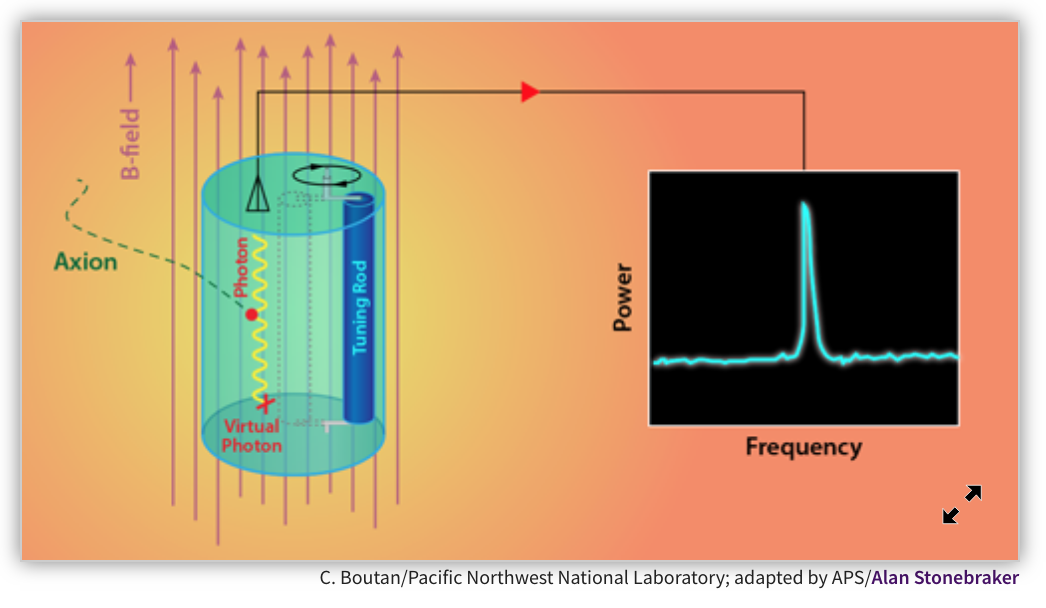 B-field
Axion
Photon
Tuning Rod
Virtual
Photon
Power
Frequency
C. Boutan/Pacific Northwest National Laboratory; adapted by APS/Alan Stonebraker